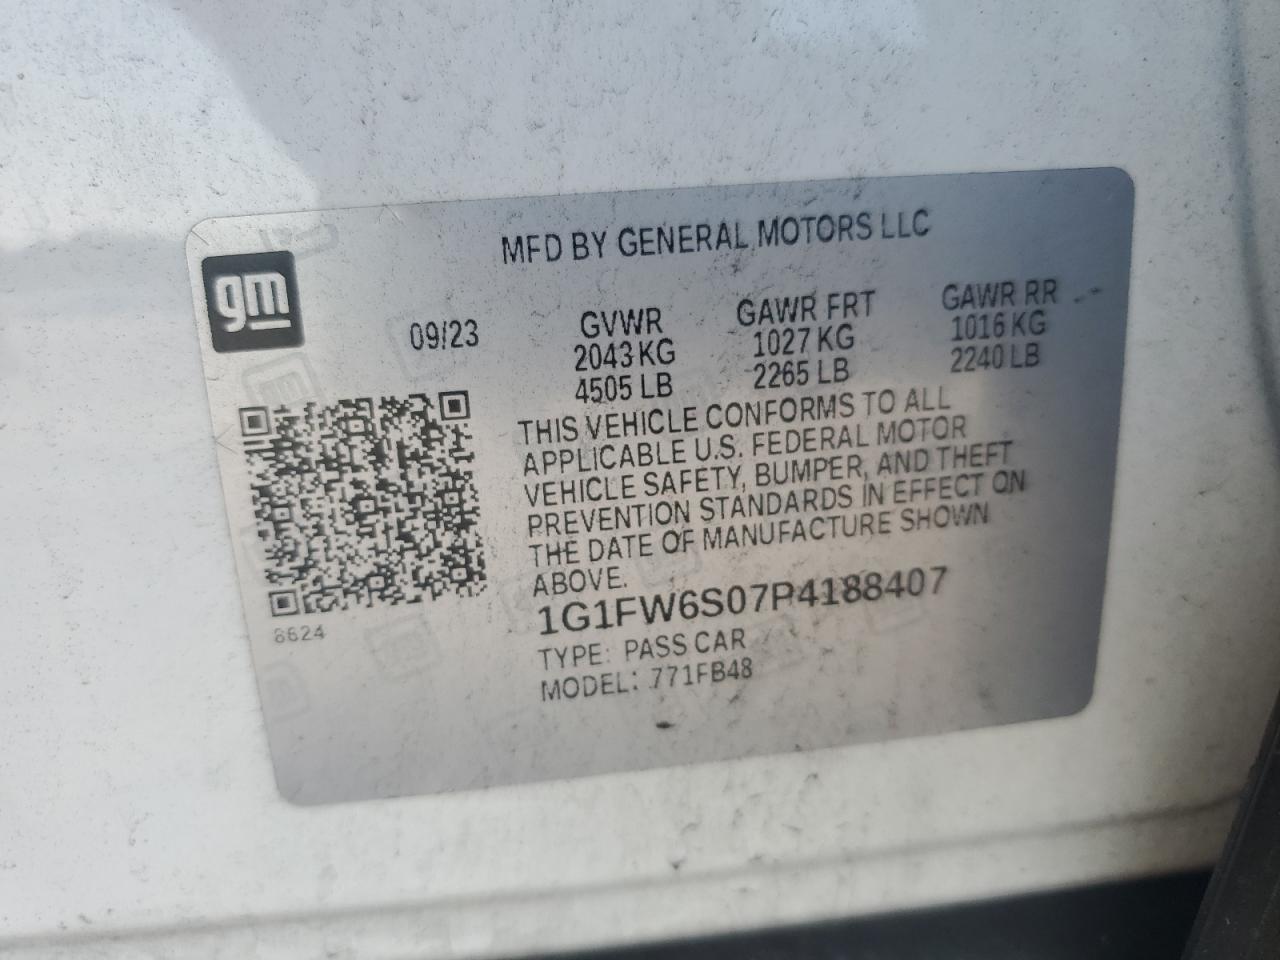 gm
MFD BY GENERAL MOTORS LLC
09/23
GVWR
2043 KG
4505 LB
GAWR FRT
1027 KG
2265 LB
GAWR RR
1016 KG
2240 LB
THIS VEHICLE CONFORMS TO ALL
APPLICABLE U.S. FEDERAL MOTOR
VEHICLE SAFETY, BUMPER, AND THEFT
PREVENTION STANDARDS IN EFFECT ON
THE DATE OF MANUFACTURE SHOWN
ABOVE.
1G1FW6S07P4188407
TYPE: PASS CAR
MODEL: 771FB48
8624